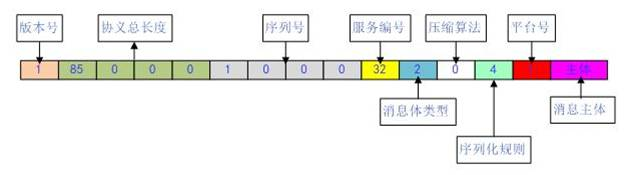 版本号 协议总长度 序列号 服务编号 压缩算法 平台号
1 85 0 0 0 1 0 0 0 32 2 0 4 主体
消息体类型 消息主体
序列化规则